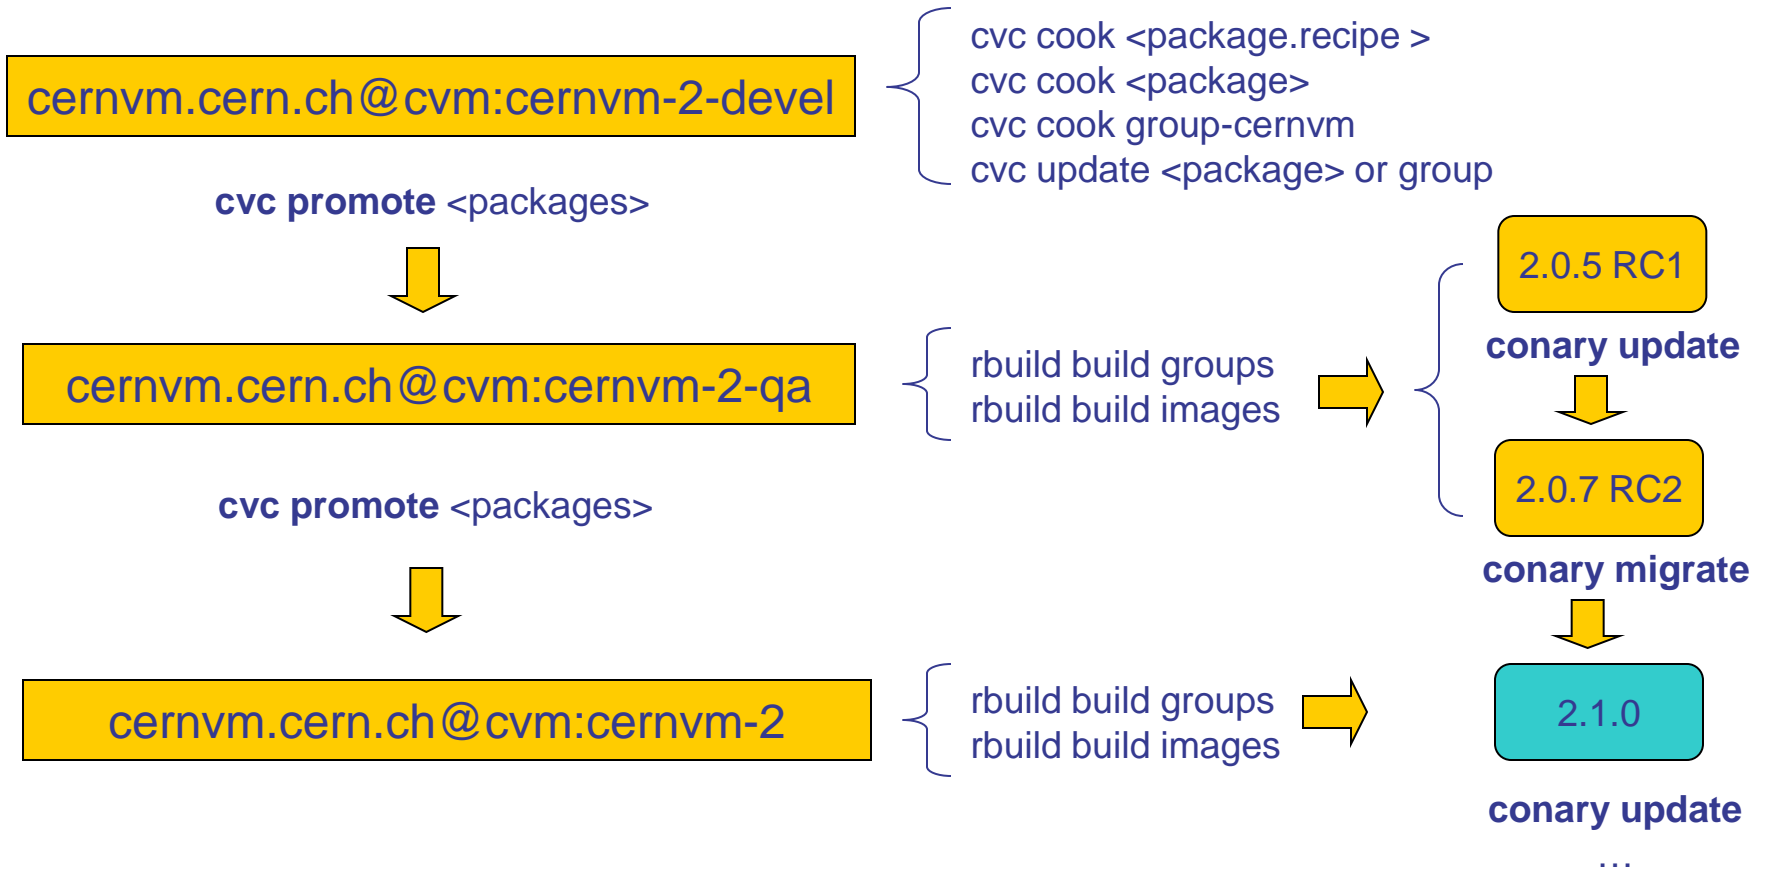 cernvm.cern.ch@cvm:cernvm-2-devel
cvc cook <package.recipe >
cvc cook <package>
cvc cook group-cernvm
cvc update <package> or group
cvc promote <packages>
cernvm.cern.ch@cvm:cernvm-2-qa
rbuild build groups
rbuild build images
2.0.5 RC1
conary update
2.0.7 RC2
cvc promote <packages>
conary migrate
cernvm.cern.ch@cvm:cernvm-2
rbuild build groups
rbuild build images
2.1.0
conary update
…